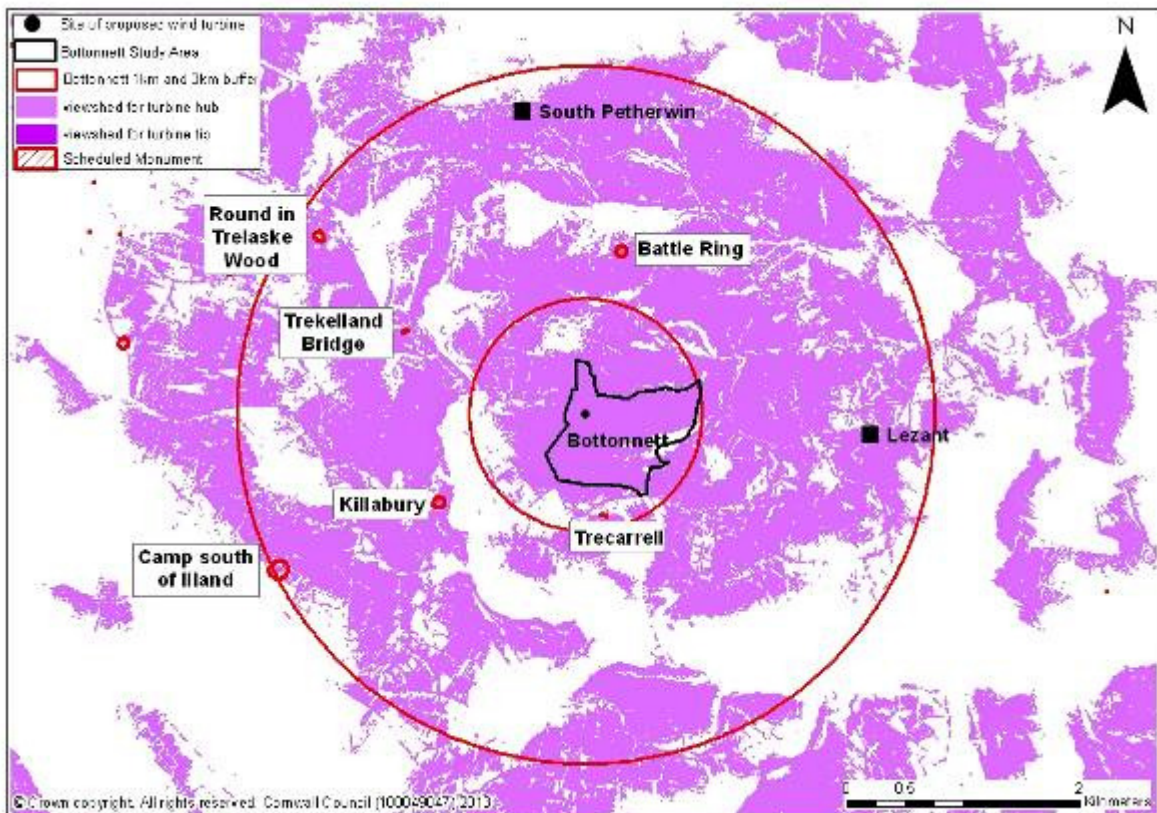 Site of proposed wind turbine
Bottonnett Study Area
Bottonnett 1km and 3km buffer
viewshed for turbine hub
viewshed for turbine tip
Scheduled Monument
N
South Petherwin
Round in
Trelaske
Wood
Battle Ring
Trekelland
Bridge
Bottonnett
Lezant
Killabury
Trecarrell
Camp south
of Illand
0 0.5 2
Kilometers
© Crown copyright. All rights reserved. Cornwall Council (100049047) 2013